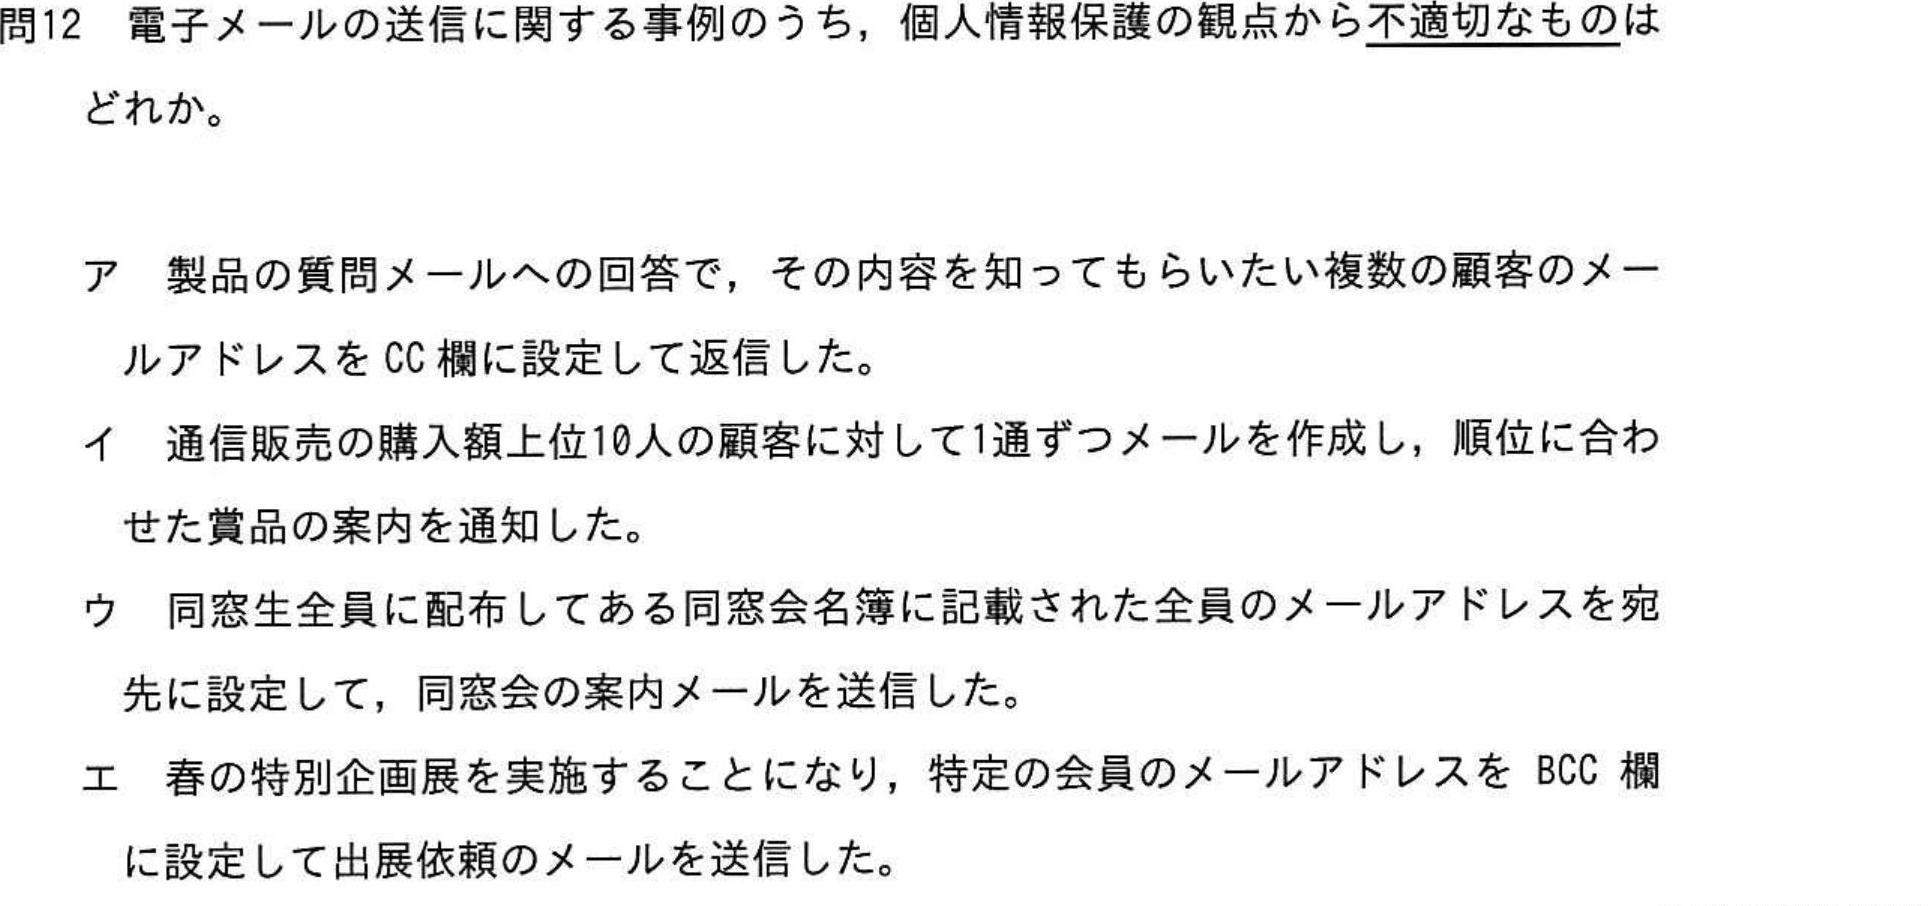 問12　電子メールの送信に関する事例のうち，個人情報保護の観点から不適切なものは
どれか。
ア　製品の質問メールへの回答で，その内容を知ってもらいたい複数の顧客のメー
ルアドレスを CC 欄に設定して返信した。
イ　通信販売の購入額上位10人の顧客に対して1通ずつメールを作成し，順位に合わ
せた賞品の案内を通知した。
ウ　同窓生全員に配布してある同窓会名簿に記載された全員のメールアドレスを宛
先に設定して，同窓会の案内メールを送信した。
エ　春の特別企画展を実施することになり，特定の会員のメールアドレスを BCC 欄
に設定して出展依頼のメールを送信した。